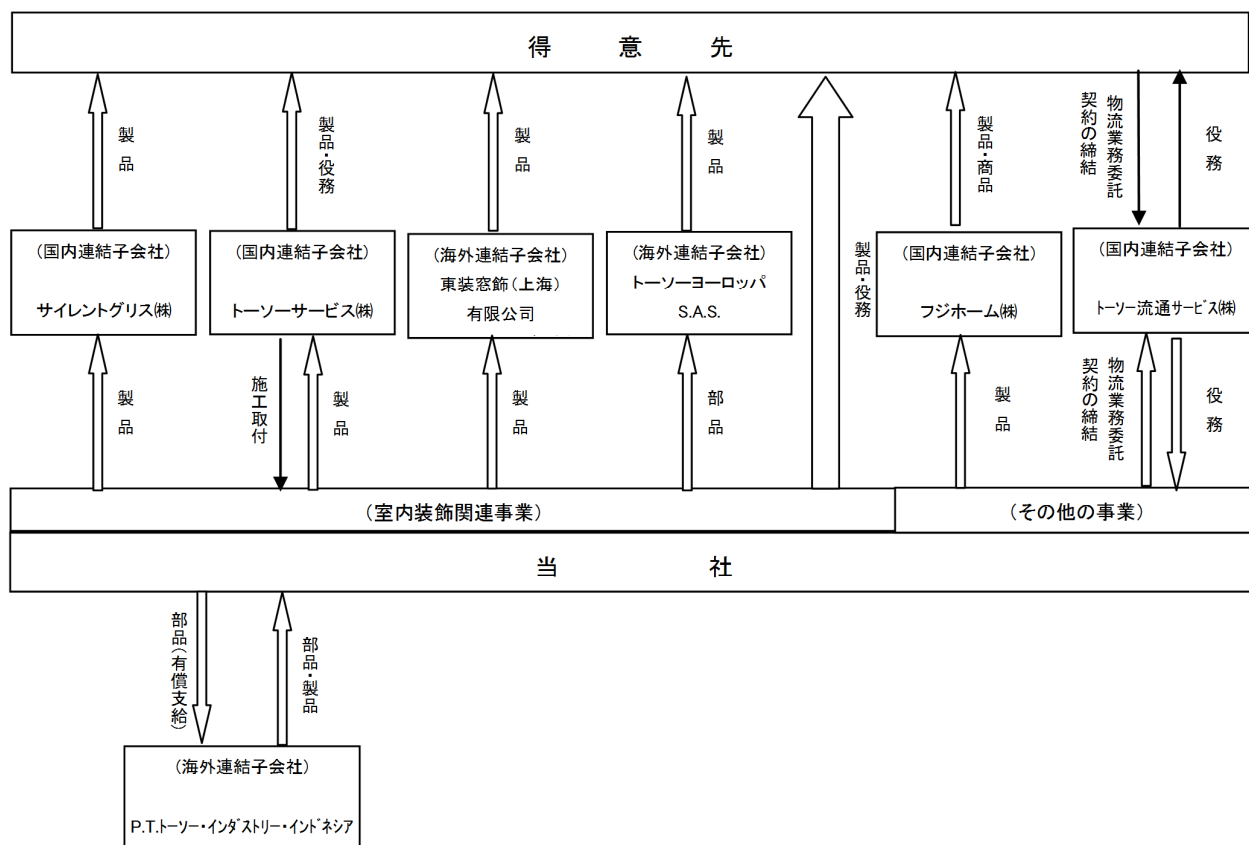 得意先
製品
製品・役務
製品
製品
製品・役務
製品・商品
物流業務委託
契約の締結
役務
(国内連結子会社)
サイレントグリス㈱
(国内連結子会社)
トーソーサービス㈱
(海外連結子会社)
東装窓飾(上海)
有限公司
(海外連結子会社)
トーソーヨーロッパ
S.A.S.
(国内連結子会社)
フジホーム㈱
(国内連結子会社)
トーソー流通サービス㈱
製品
施工取付
製品
製品
部品
製品
物流業務委託
契約の締結
役務
(室内装飾関連事業)
(その他の事業)
当社
部品(有償支給)
部品・製品
(海外連結子会社)
P.T.トーソー・インダストリー・インドネシア